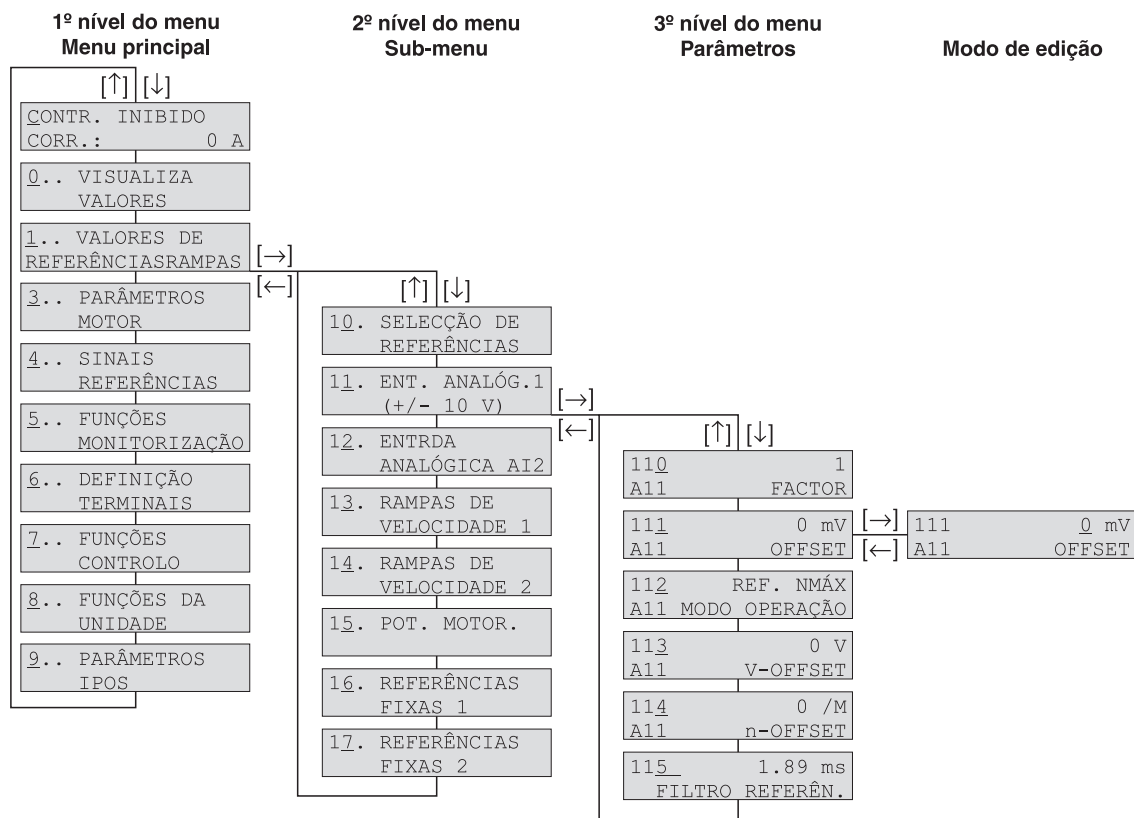 1º nível do menu
Menu principal
2º nível do menu
Sub-menu
3º nível do menu
Parâmetros
Modo de edição
[↑] [↓]
CONTR. INIBIDO
CORR.: 0 A
0.. VISUALIZA
VALORES
1.. VALORES DE
REFERÊNCIASRAMPAS
3.. PARÂMETROS
MOTOR
4.. SINAIS
REFERÊNCIAS
5.. FUNÇÕES
MONITORIZAÇÃO
6.. DEFINIÇÃO
TERMINAIS
7.. FUNÇÕES
CONTROLO
8.. FUNÇÕES DA
UNIDADE
9.. PARÂMETROS
IPOS
[→]
[←]
[↑] [↓]
10. SELECÇÃO DE
REFERÊNCIAS
11. ENT. ANALÓG.1
(+/- 10 V)
12. ENTRDA
ANALÓGICA AI2
13. RAMPAS DE
VELOCIDADE 1
14. RAMPAS DE
VELOCIDADE 2
15. POT. MOTOR.
16. REFERÊNCIAS
FIXAS 1
17. REFERÊNCIAS
FIXAS 2
[→]
[←]
[↑] [↓]
110 1
A11 FACTOR
111 0 mV
A11 OFFSET
112 REF. NMÁX
A11 MODO OPERAÇÃO
113 0 V
A11 V-OFFSET
114 0 /M
A11 n-OFFSET
115 1.89 ms
FILTRO REFERÊN.
[→]
[←]
111 0 mV
A11 OFFSET